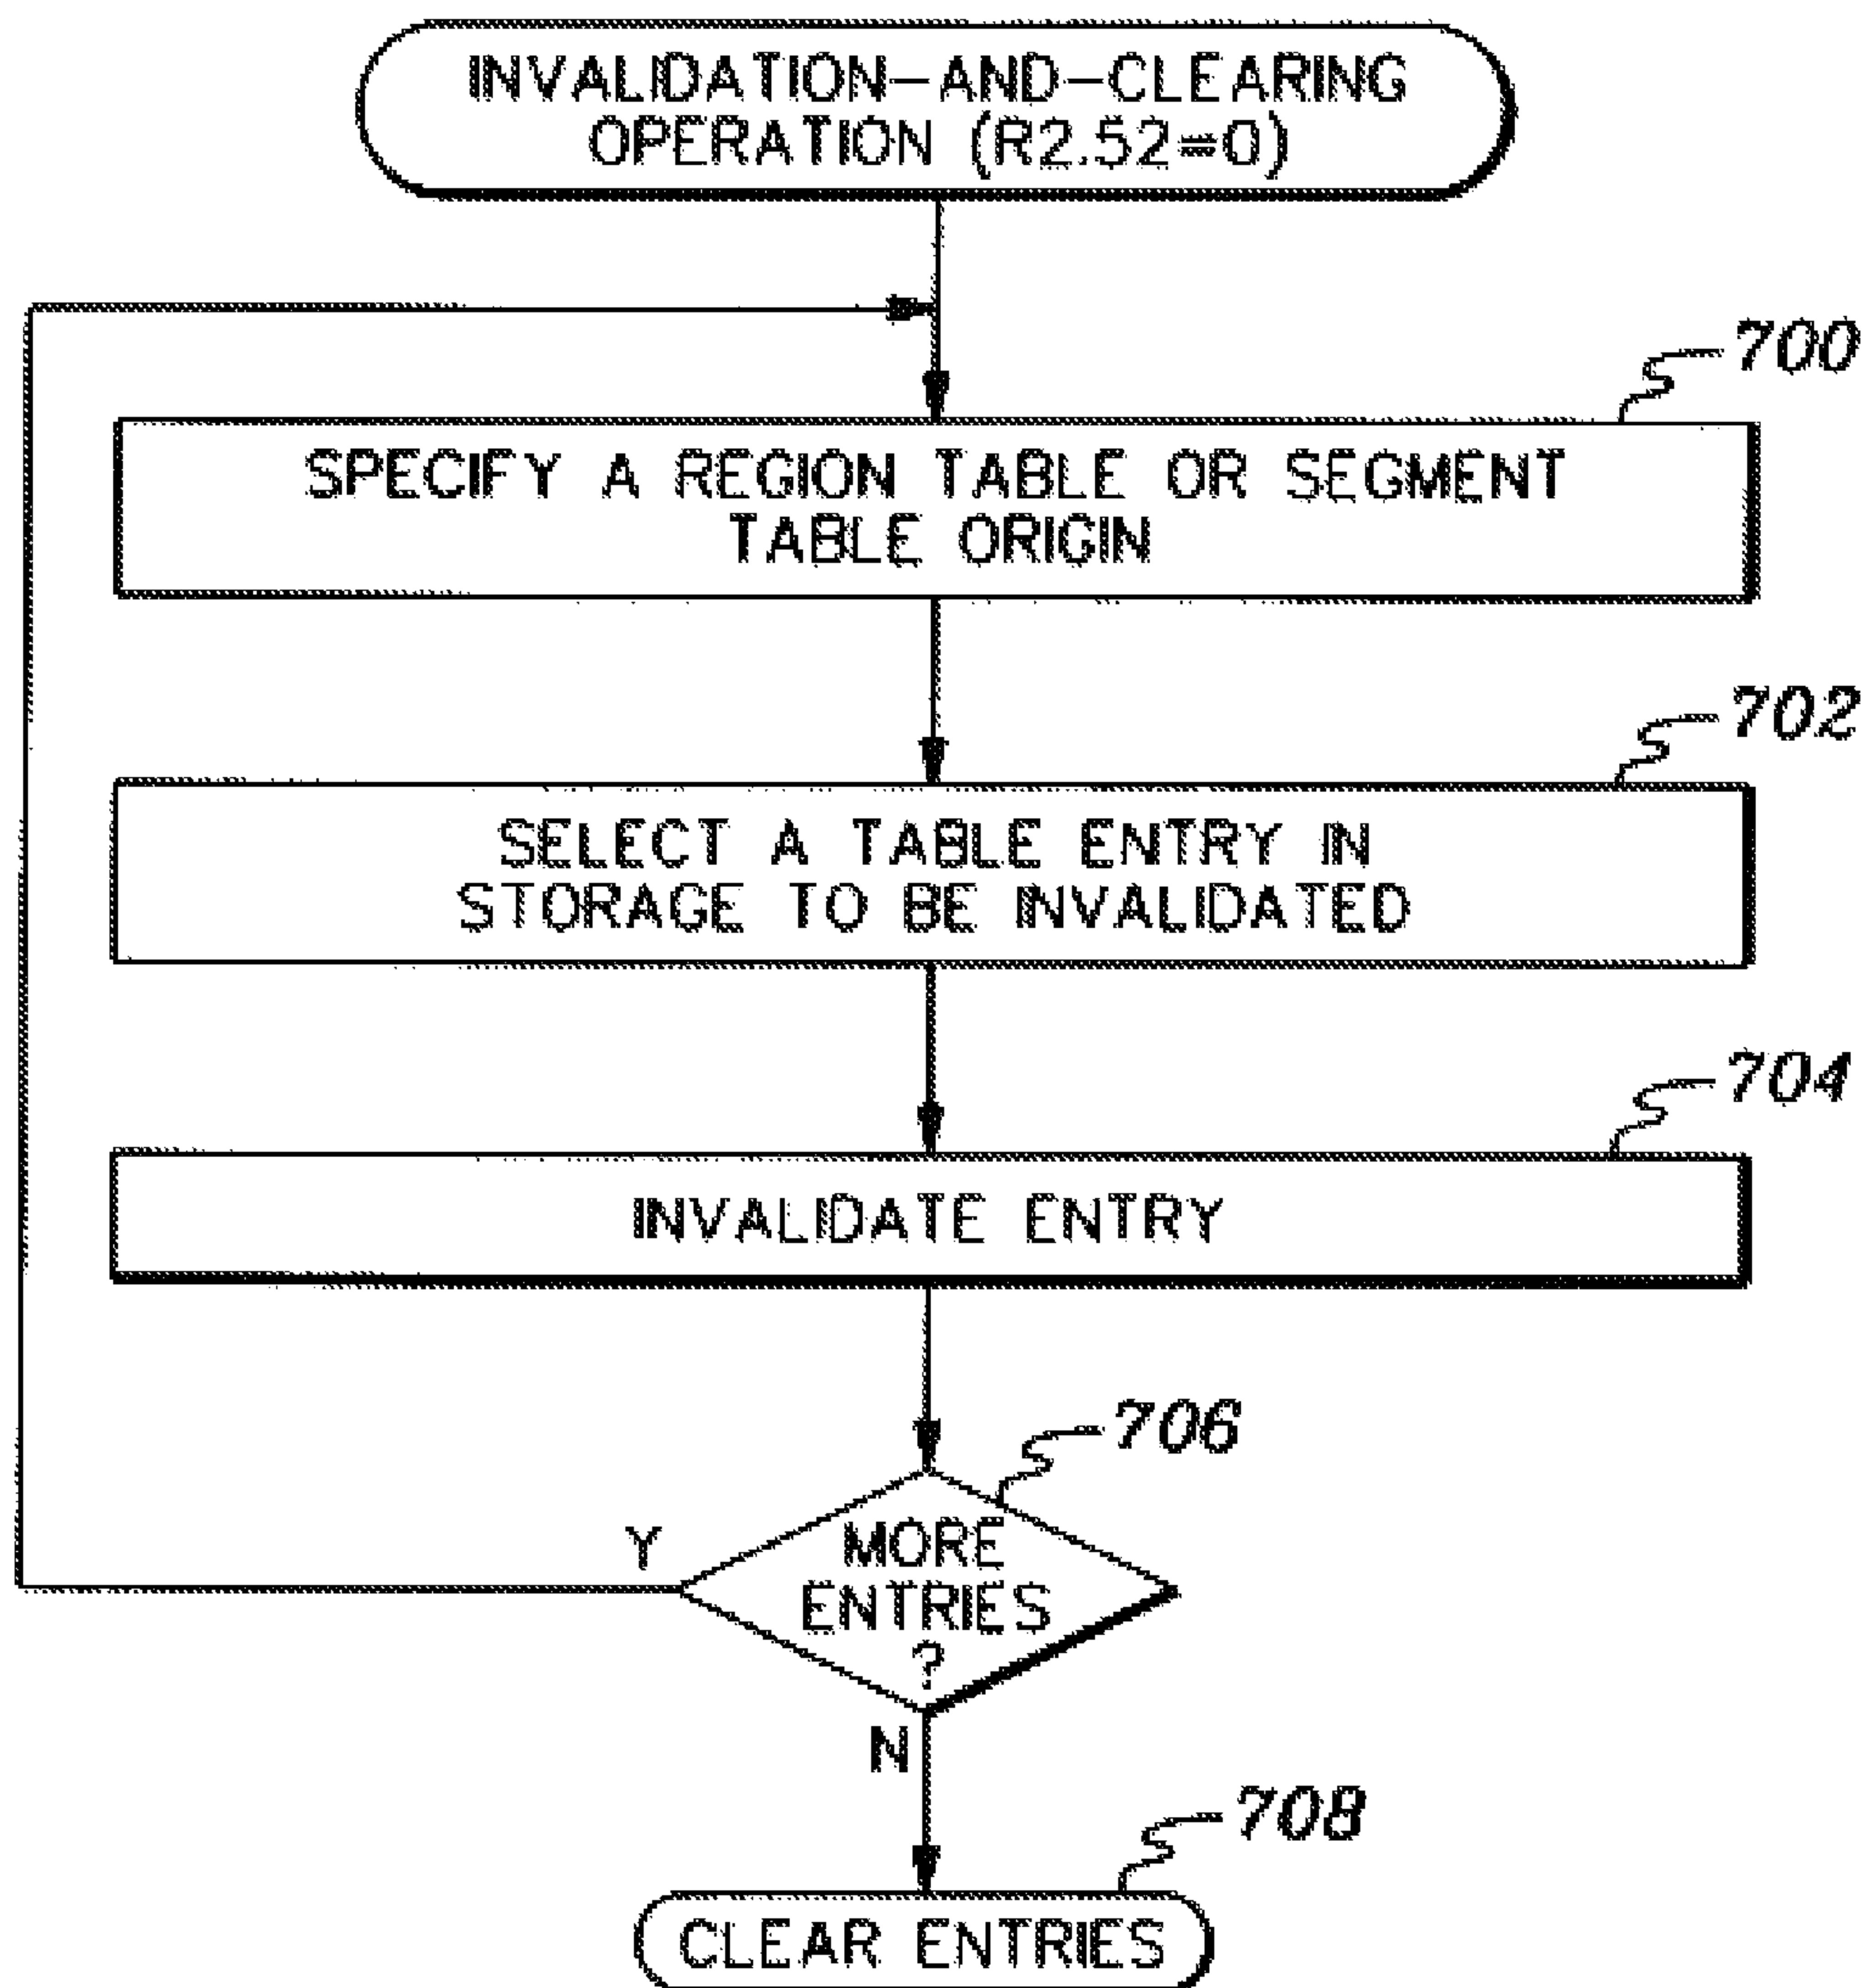 INVALIDATION-AND-CLEARING
OPERATION (R2.52=0)
700
SPECIFY A REGION TABLE OR SEGMENT
TABLE ORIGIN
702
SELECT A TABLE ENTRY IN
STORAGE TO BE INVALIDATED
704
INVALIDATE ENTRY
706
Y
MORE
ENTRIES
?
N
708
CLEAR ENTRIES